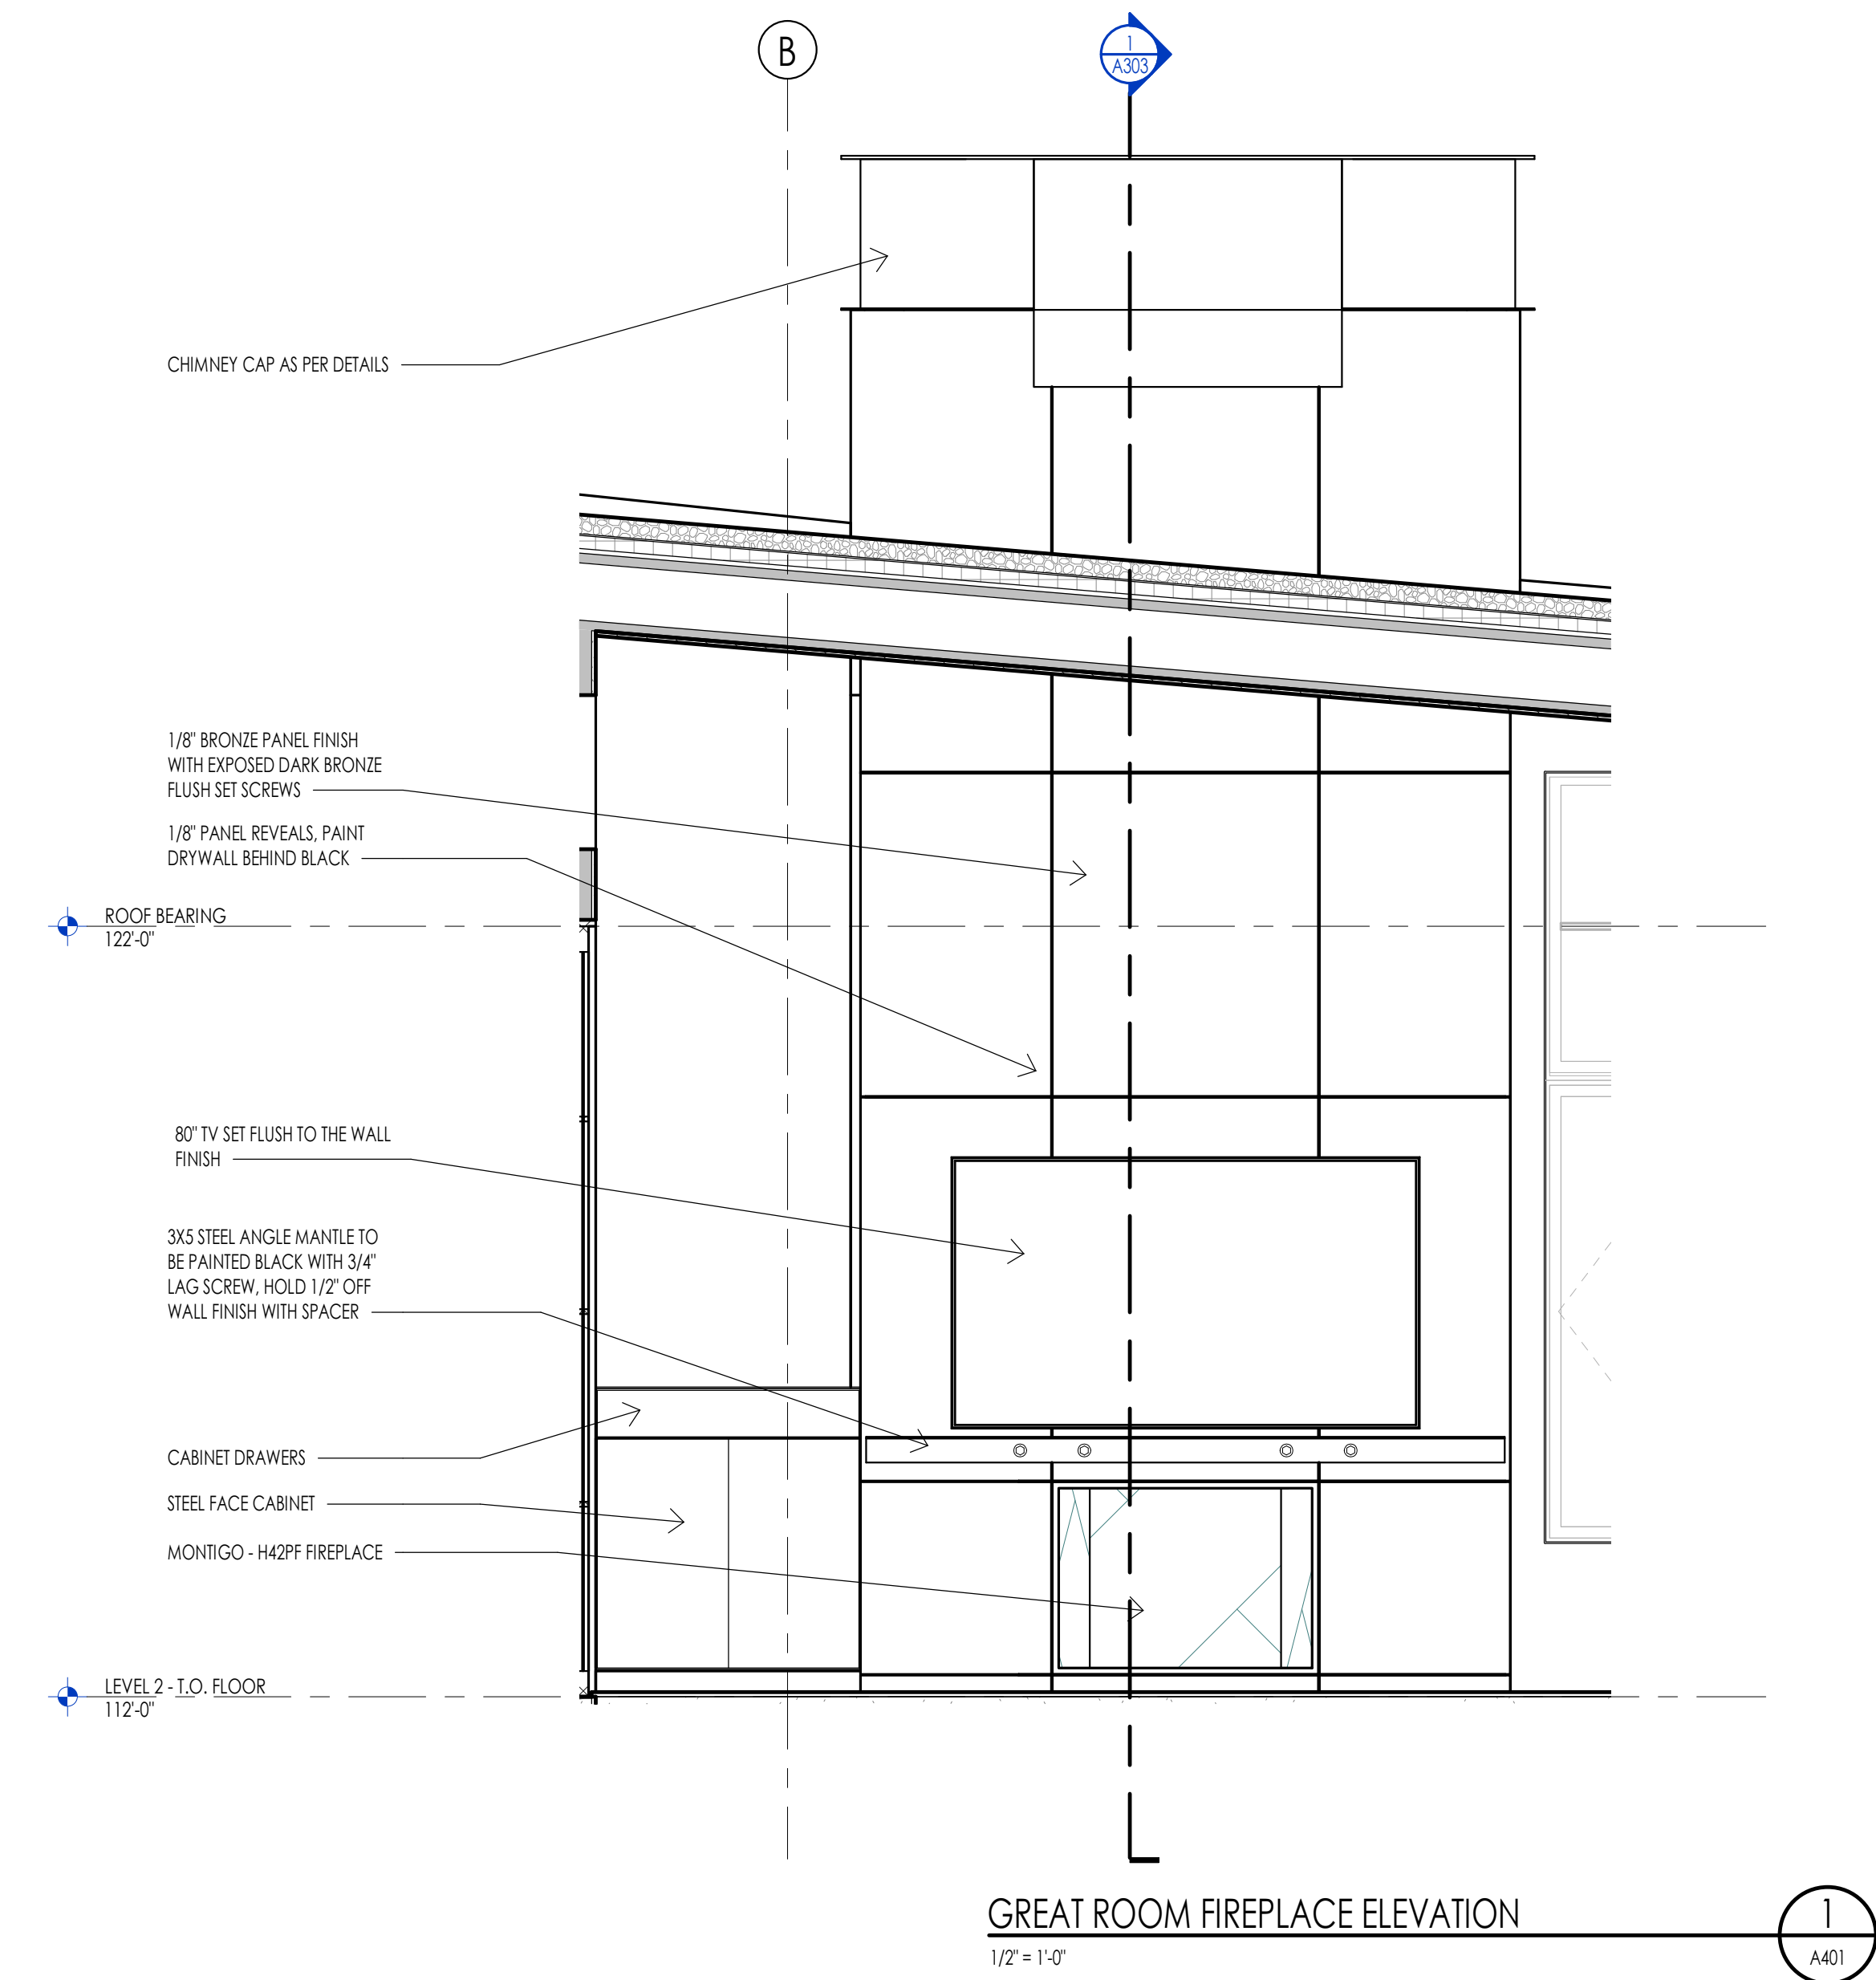 B
1
A303
CHIMNEY CAP AS PER DETAILS
1/8" BRONZE PANEL FINISH
WITH EXPOSED DARK BRONZE
FLUSH SET SCREWS
1/8" PANEL REVEALS, PAINT
DRYWALL BEHIND BLACK
ROOF BEARING
122'-0"
80" TV SET FLUSH TO THE WALL
FINISH
3X5 STEEL ANGLE MANTLE TO
BE PAINTED BLACK WITH 3/4"
LAG SCREW, HOLD 1/2" OFF
WALL FINISH WITH SPACER
CABINET DRAWERS
STEEL FACE CABINET
MONTIGO - H42PF FIREPLACE
LEVEL 2 - T.O. FLOOR
112'-0"
GREAT ROOM FIREPLACE ELEVATION
1/2" = 1'-0"
1
A401